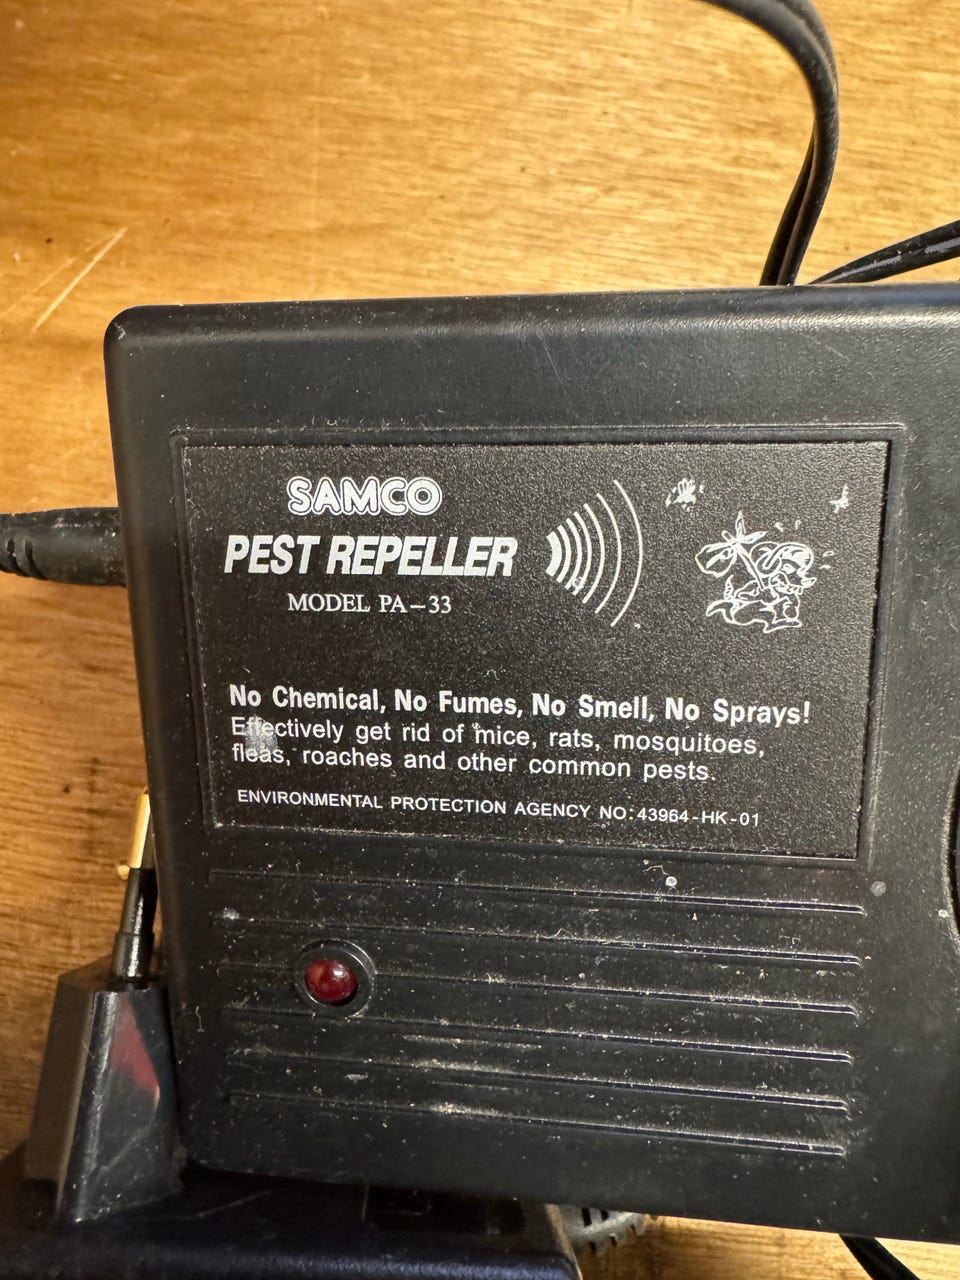 SAMCO
PEST REPELLER
MODEL PA-33
No Chemical, No Fumes, No Smell, No Sprays!
Effectively get rid of mice, rats, mosquitoes,
fleas, roaches and other common pests.
ENVIRONMENTAL PROTECTION AGENCY NO:43964-HK-01